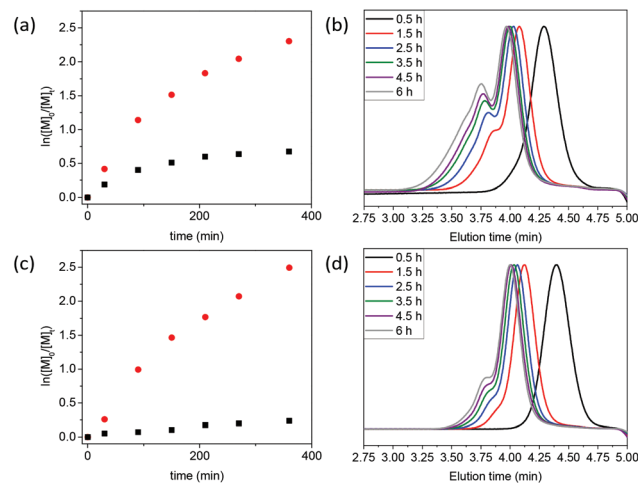 (a)
2.5
2.0
1.5
1.0
0.5
0.0
ln([M]₀/[M]ₜ)
0 200 400
time (min)
(b)
0.5 h
1.5 h
2.5 h
3.5 h
4.5 h
6 h
2.75 3.00 3.25 3.50 3.75 4.00 4.25 4.50 4.75 5.00
Elution time (min)
(c)
2.5
2.0
1.5
1.0
0.5
0.0
ln([M]₀/[M]ₜ)
0 100 200 300 400
time (min)
(d)
0.5 h
1.5 h
2.5 h
3.5 h
4.5 h
6 h
2.75 3.00 3.25 3.50 3.75 4.00 4.25 4.50 4.75 5.00
Elution time (min)